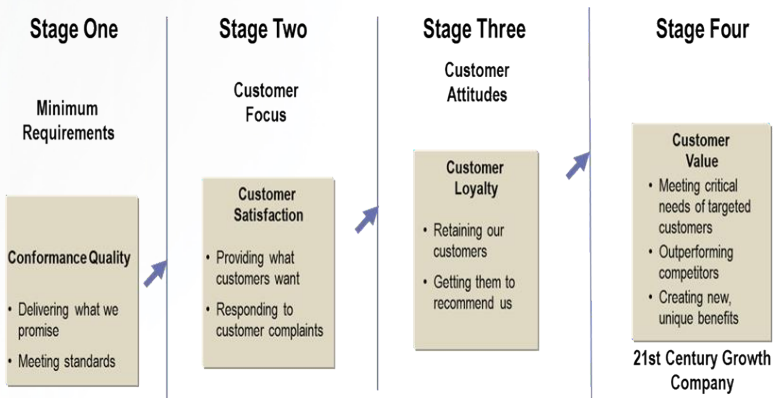 Stage One
Minimum
Requirements
Conformance Quality
• Delivering what we
promise
• Meeting standards
Stage Two
Customer
Focus
Customer
Satisfaction
• Providing what
customers want
• Responding to
customer complaints
Stage Three
Customer
Attitudes
Customer
Loyalty
• Retaining our
customers
• Getting them to
recommend us
Stage Four
Customer
Value
• Meeting critical
needs of targeted
customers
• Outperforming
competitors
• Creating new,
unique benefits
21st Century Growth
Company